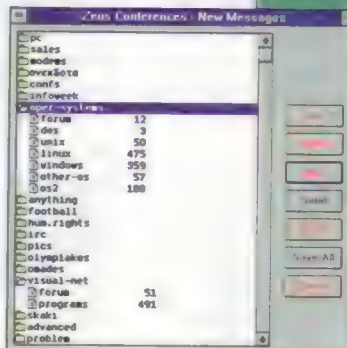 Zeus Conferences - New Messages
pc
sales
modems
confs
infoweek
oper-systems
forum 12
dos 3
unix 50
linux 475
windows 959
other-os 57
os2 188
anything
football
hum.rights
irc
pics
olympiakos
omades
visual-net
forum 51
programs 491
skaki
advanced
problem